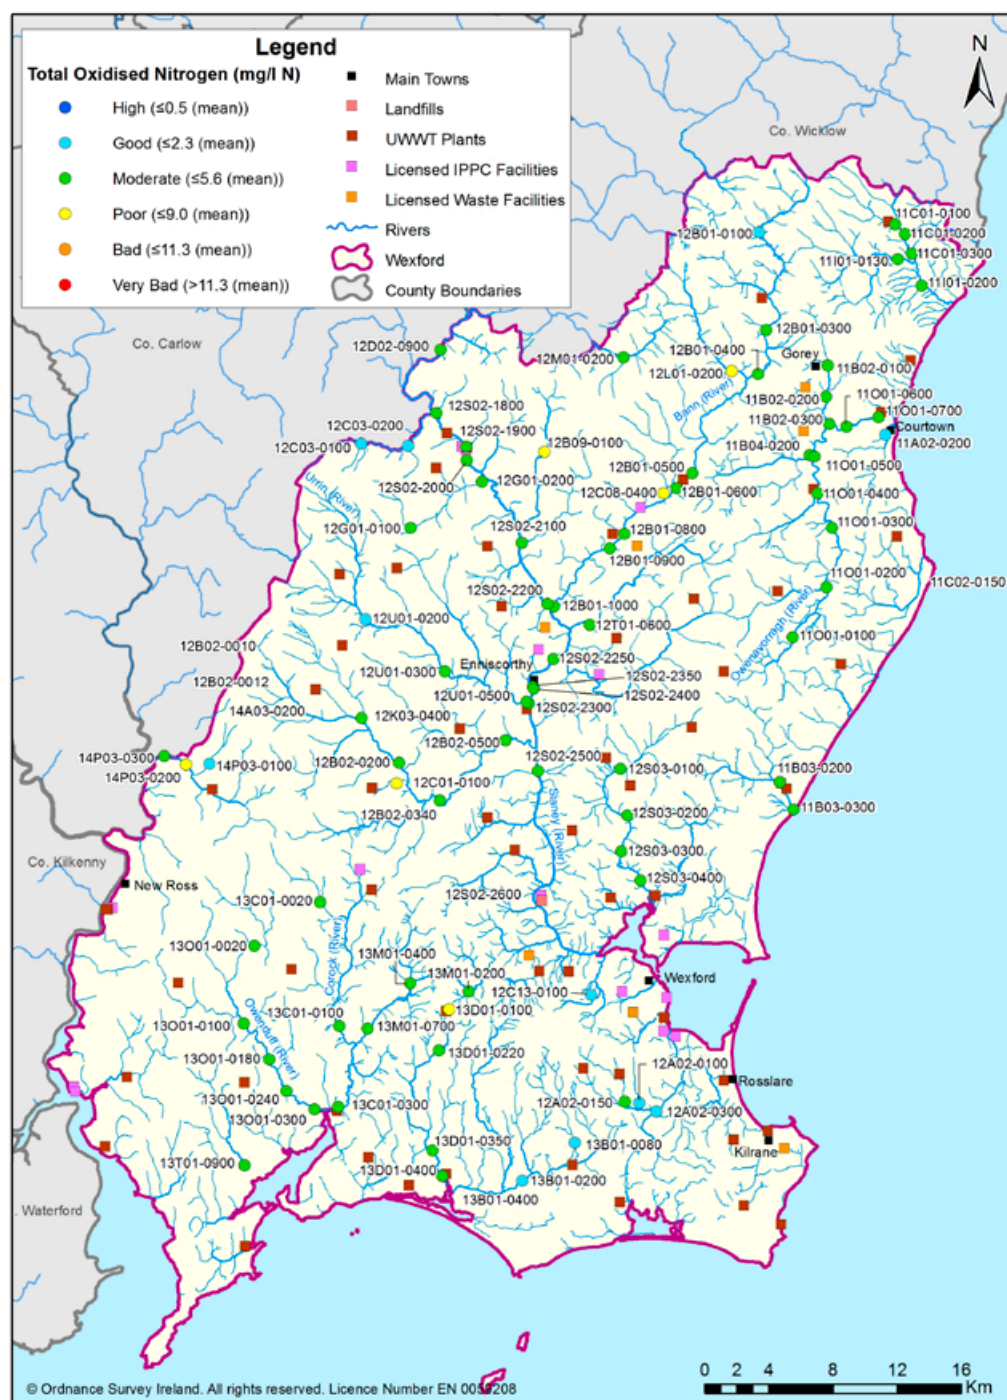 Legend
Total Oxidised Nitrogen (mg/l N)
High (≤0.5 (mean))
Good (≤2.3 (mean))
Moderate (≤5.6 (mean))
Poor (≤9.0 (mean))
Bad (≤11.3 (mean))
Very Bad (>11.3 (mean))
Main Towns
Landfills
UWWT Plants
Licensed IPPC Facilities
Licensed Waste Facilities
Rivers
Wexford
County Boundaries
N
Co. Wicklow
11C01-0100
12B01-0100
11C01-0200
11C01-0300
11I01-0130
11I01-0200
12B01-0300
Co. Carlow
12D02-0900
12M01-0200
12B01-0400
Gorey
12L01-0200
11B02-0100
11O01-0600
11B02-0200
Bann (River)
12S02-1800
11O01-0700
11B02-0300
12C03-0200
Courtown
12S02-1900
12B09-0100
11A02-0200
12C03-0100
11B04-0200
11O01-0500
12S02-2000
12G01-0200
12B01-0500
Urrin (River)
12C08-0400
12B01-0600
11O01-0400
12G01-0100
12S02-2100
12B01-0800
11O01-0300
12B01-0900
11O01-0200
11C02-0150
12S02-2200
12B01-1000
12U01-0200
12T01-0600
Owenavorragh (River)
11O01-0100
12B02-0010
Enniscorthy
12S02-2250
12U01-0300
12S02-2350
12B02-0012
12U01-0500
12S02-2400
12S02-2300
14A03-0200
12K03-0400
12B02-0500
14P03-0300
12S02-2500
14P03-0100
12B02-0200
12S03-0100
11B03-0200
14P03-0200
12C01-0100
Slaney (River)
12B02-0340
11B03-0300
12S03-0200
12S03-0300
Co. Kilkenny
12S03-0400
New Ross
12S02-2600
13C01-0020
13O01-0020
Corock (River)
13M01-0400
13M01-0200
Wexford
12C13-0100
13D01-0100
Owenduff (River)
13O01-0100
13C01-0100
13M01-0700
13D01-0220
13O01-0180
12A02-0100
Rosslare
13O01-0240
12A02-0150
13O01-0300
13C01-0300
12A02-0300
13D01-0350
13B01-0080
Kilrane
13T01-0900
13D01-0400
13B01-0200
13B01-0400
. Waterford
0 2 4 8 12 16
Km
© Ordnance Survey Ireland. All rights reserved. Licence Number EN 0059208